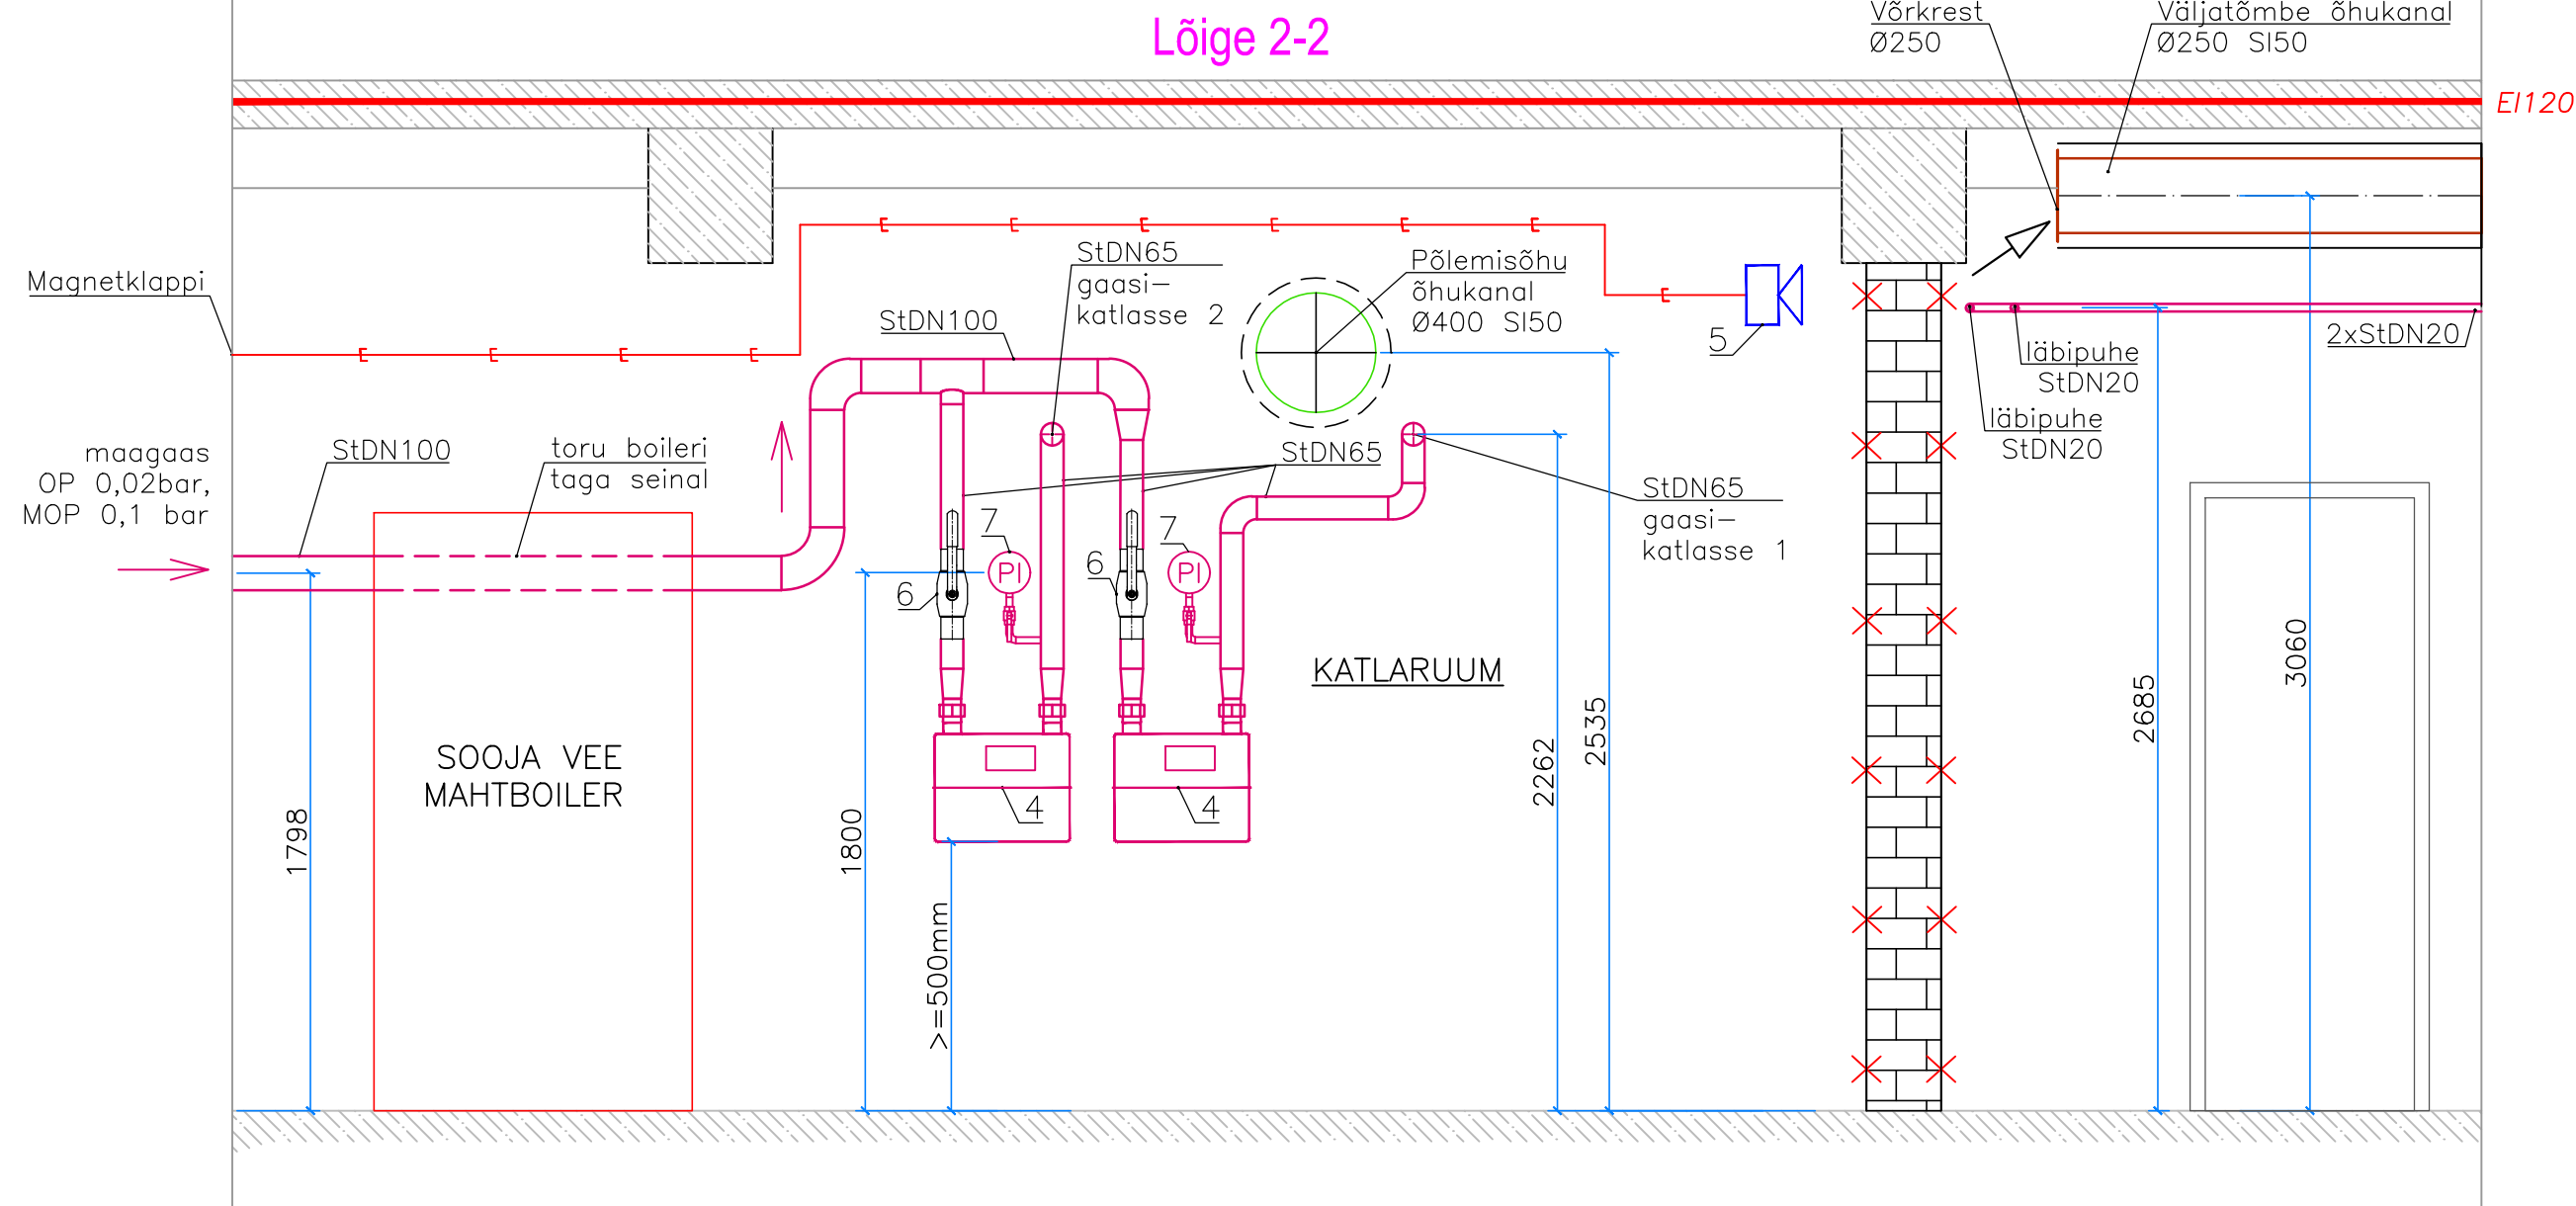 Lõige 2-2
Võrkrest
Ø250
Väljatõmbe õhukanal
Ø250 SI50
EI120
Magnetklappi
StDN65
gaasi-
katlasse 2
StDN100
Põlemisõhu
õhukanal
Ø400 SI50
5
2xStDN20
läbipuhe
StDN20
läbipuhe
StDN20
maagaas
OP 0,02bar,
MOP 0,1 bar
StDN100
toru boileri
taga seinal
StDN65
StDN65
gaasi-
katlasse 1
7
PI
6
7
PI
6
KATLARUUM
SOOJA VEE
MAHTBOILER
4
4
1798
1800
>=500mm
2262
2535
2685
3060